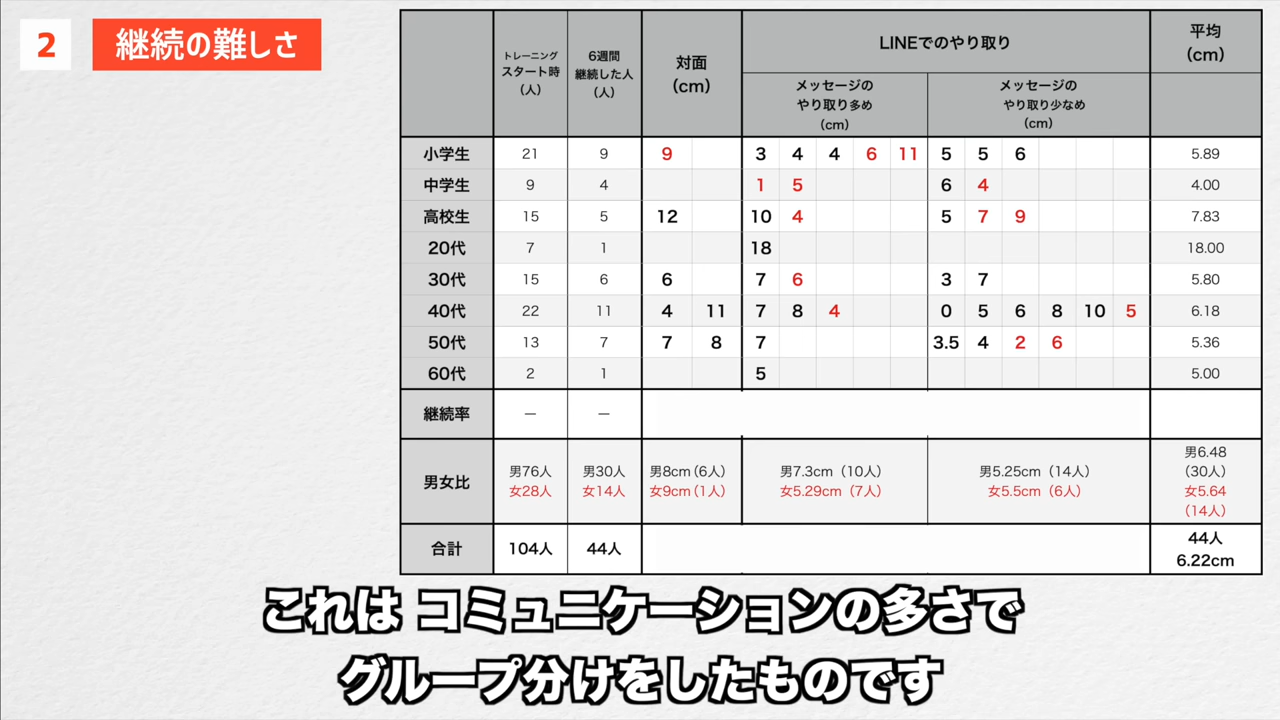 2 継続の難しさ
トレーニング
スタート時
(人)
6週間
継続した人
(人)
対面
(cm)
LINEでのやり取り
平均
(cm)
メッセージの
やり取り多め
(cm)
メッセージの
やり取り少なめ
(cm)
小学生 21 9 9 3 4 4 6 11 5 5 6 5.89
中学生 9 4 1 5 6 4 4.00
高校生 15 5 12 10 4 5 7 9 7.83
20代 7 1 18 18.00
30代 15 6 6 7 6 3 7 5.80
40代 22 11 4 11 7 8 4 0 5 6 8 10 5 6.18
50代 13 7 7 8 7 3.5 4 2 6 5.36
60代 2 1 5 5.00
継続率 — —
男女比
男76人
女28人
男30人
女14人
男8cm(6人)
女9cm(1人)
男7.3cm(10人)
女5.29cm(7人)
男5.25cm(14人)
女5.5cm(6人)
男6.48
(30人)
女5.64
(14人)
合計 104人 44人
44人
6.22cm
これは コミュニケーションの多さで
グループ分けをしたものです